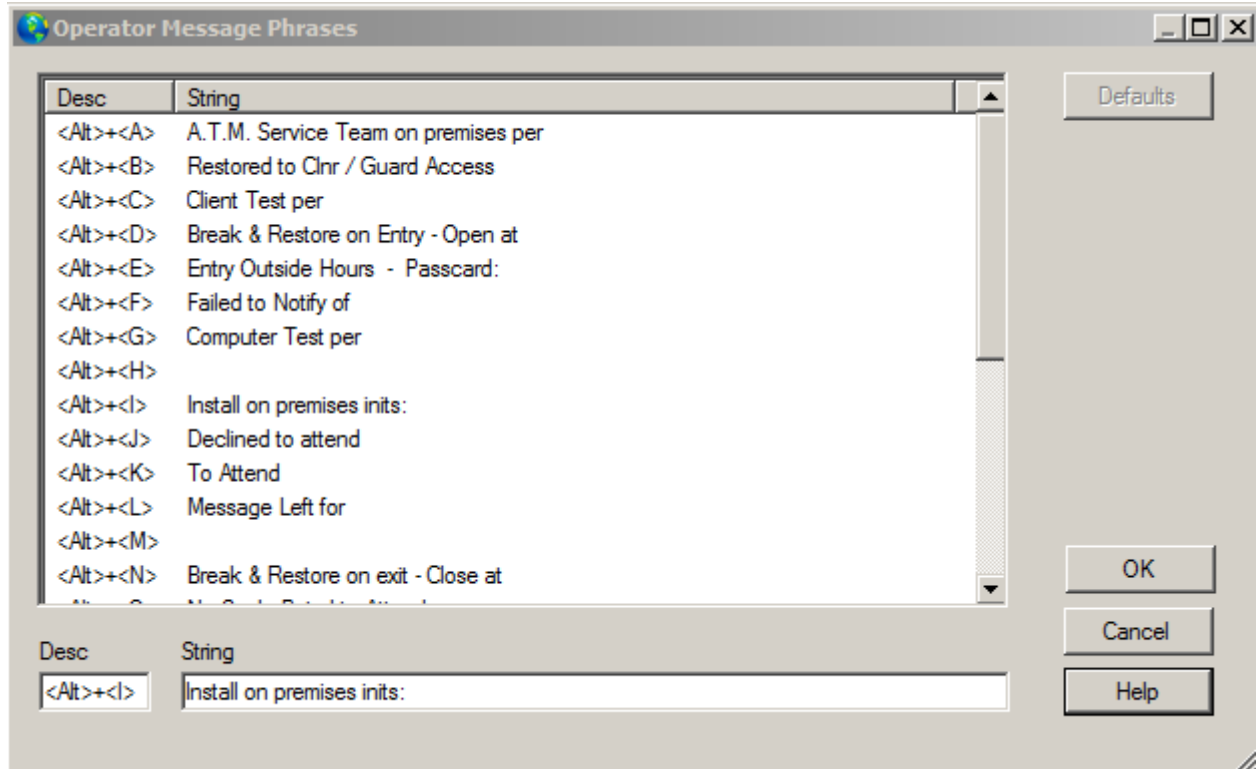 Operator Message Phrases
Desc String
Defaults
<Alt>+<A> A.T.M. Service Team on premises per
<Alt>+<B> Restored to Clnr / Guard Access
<Alt>+<C> Client Test per
<Alt>+<D> Break & Restore on Entry - Open at
<Alt>+<E> Entry Outside Hours - Passcard:
<Alt>+<F> Failed to Notify of
<Alt>+<G> Computer Test per
<Alt>+<H>
<Alt>+<I> Install on premises inits:
<Alt>+<J> Declined to attend
<Alt>+<K> To Attend
<Alt>+<L> Message Left for
<Alt>+<M>
<Alt>+<N> Break & Restore on exit - Close at
OK
Cancel
Desc String
<Alt>+<I> Install on premises inits:
Help